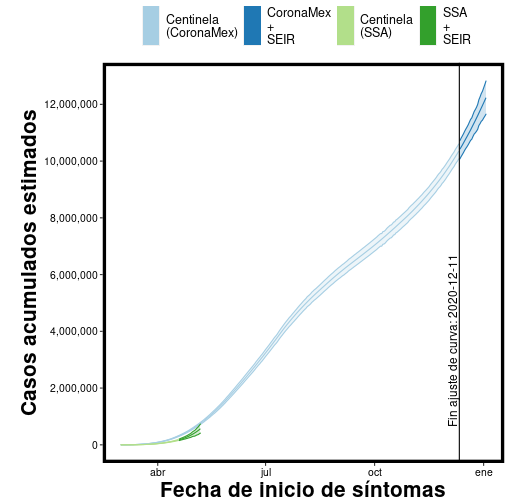 Centinela
(CoronaMex)
CoronaMex
+
SEIR
Centinela
(SSA)
SSA
+
SEIR
Casos acumulados estimados
12,000,000
10,000,000
8,000,000
6,000,000
4,000,000
2,000,000
0
Fin ajuste de curva: 2020-12-11
abr
jul
oct
ene
Fecha de inicio de síntomas